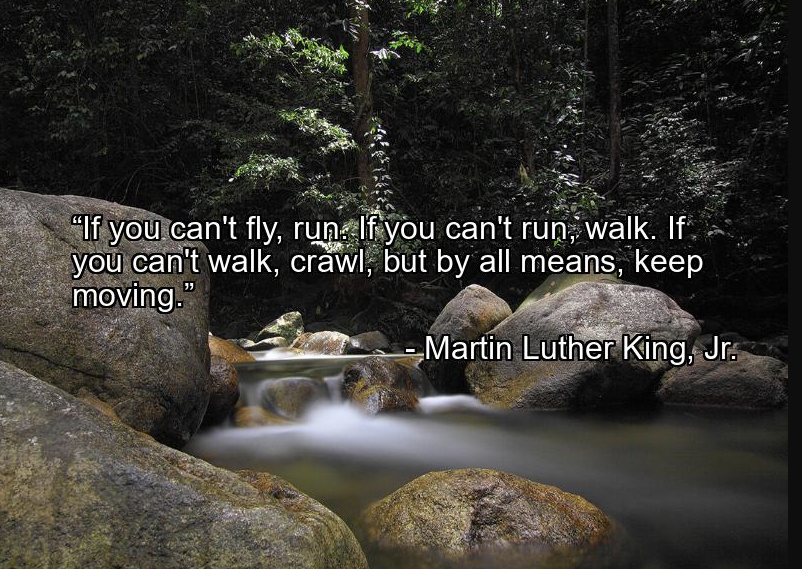 “If you can't fly, run. If you can't run, walk. If
you can't walk, crawl, but by all means, keep
moving.”
- Martin Luther King, Jr.